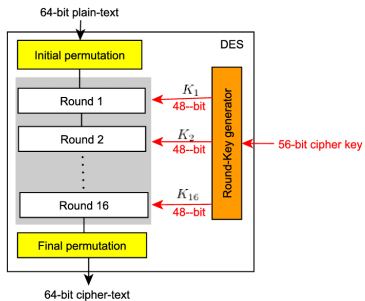 64-bit plain-text
DES
Initial permutation
Round 1
K1
48--bit
Round 2
K2
48--bit
Round-Key generator
56-bit cipher key
Round 16
K16
48--bit
Final permutation
64-bit cipher-text